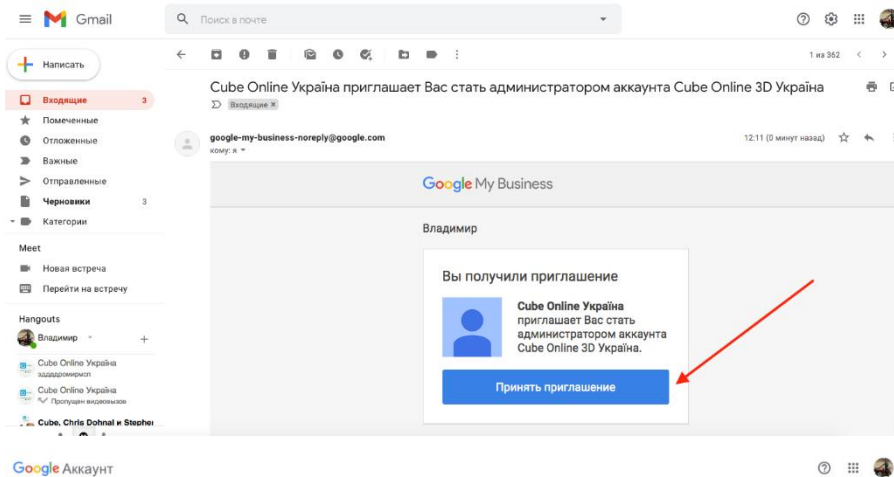 Gmail
Поиск в почте
Написать
1 из 362
Входящие 3
Помеченные
Отложенные
Важные
Отправленные
Черновики 3
Категории
Meet
Новая встреча
Перейти на встречу
Hangouts
Владимир
Cube Online Україна
Cube Online Україна
Пропущен видеовызов
Cube, Chris Dohnal и Stephen
Cube Online Україна приглашает Вас стать администратором аккаунта Cube Online 3D Україна
Входящие
google-my-business-noreply@google.com
12:11 (0 минут назад)
кому: я
Google My Business
Владимир
Вы получили приглашение
Cube Online Україна
приглашает Вас стать
администратором аккаунта
Cube Online 3D Україна.
Принять приглашение
Google Аккаунт